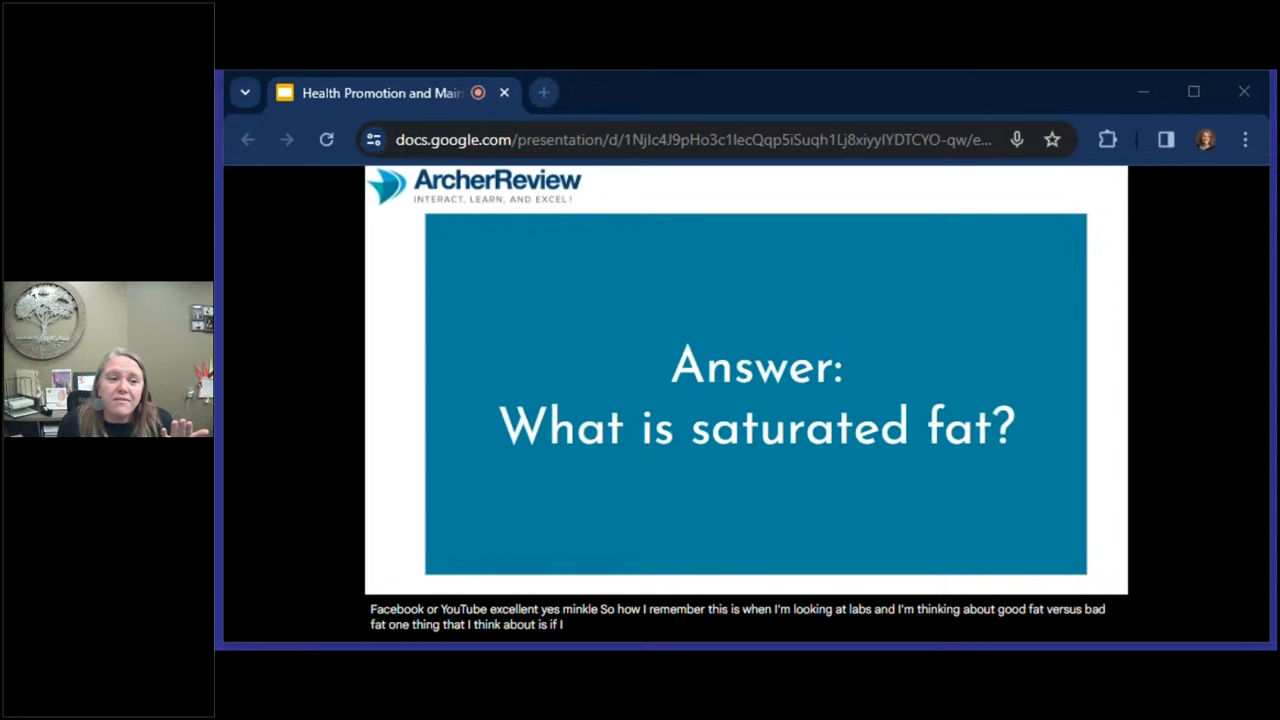 Health Promotion and Main
docs.google.com/presentation/d/1NjIc4J9pHo3c1lecQqp5iSuqh1Lj8xiyyIYDTCYO-qw/e...
ArcherReview
INTERACT, LEARN, AND EXCEL!
Answer:
What is saturated fat?
Facebook or YouTube excellent yes minkle So how I remember this is when I'm looking at labs and I'm thinking about good fat versus bad
fat one thing that I think about is if I